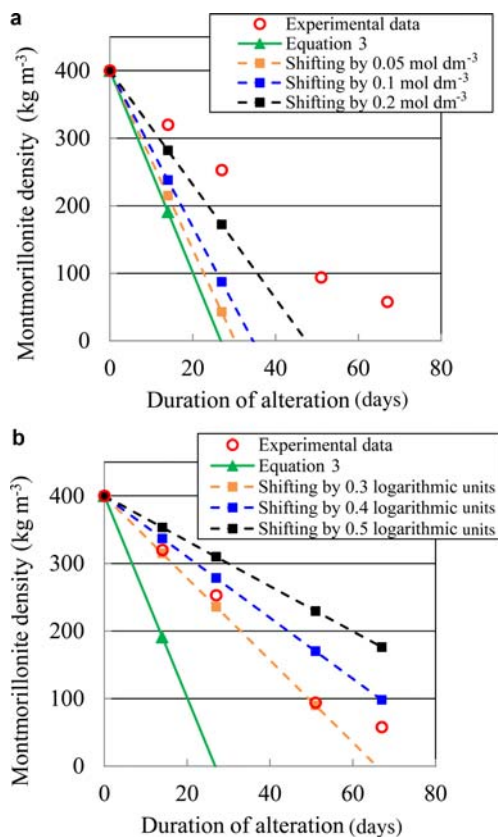 a
Experimental data
Equation 3
Shifting by 0.05 mol dm⁻³
Shifting by 0.1 mol dm⁻³
Shifting by 0.2 mol dm⁻³
Montmorillonite density (kg m⁻³)
400
300
200
100
0
0 20 40 60 80
Duration of alteration (days)
b
Experimental data
Equation 3
Shifting by 0.3 logarithmic units
Shifting by 0.4 logarithmic units
Shifting by 0.5 logarithmic units
Montmorillonite density (kg m⁻³)
400
300
200
100
0
0 20 40 60 80
Duration of alteration (days)